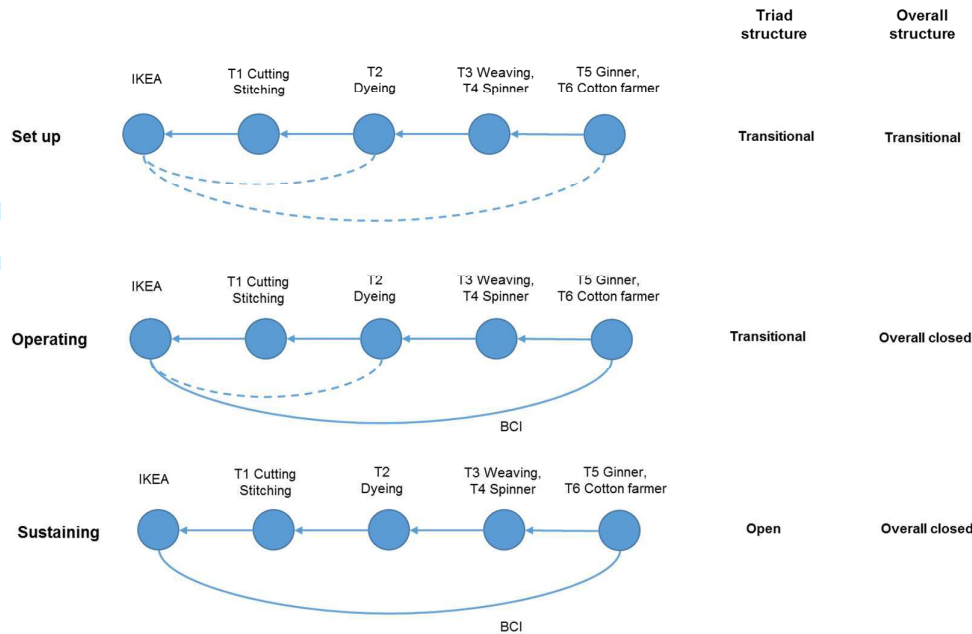 Triad
structure
Overall
structure
IKEA
T1 Cutting
Stitching
T2
Dyeing
T3 Weaving,
T4 Spinner
T5 Ginner,
T6 Cotton farmer
Set up
Transitional
Transitional
IKEA
T1 Cutting
Stitching
T2
Dyeing
T3 Weaving,
T4 Spinner
T5 Ginner,
T6 Cotton farmer
Operating
Transitional
Overall closed
BCI
IKEA
T1 Cutting
Stitching
T2
Dyeing
T3 Weaving,
T4 Spinner
T5 Ginner,
T6 Cotton farmer
Sustaining
Open
Overall closed
BCI